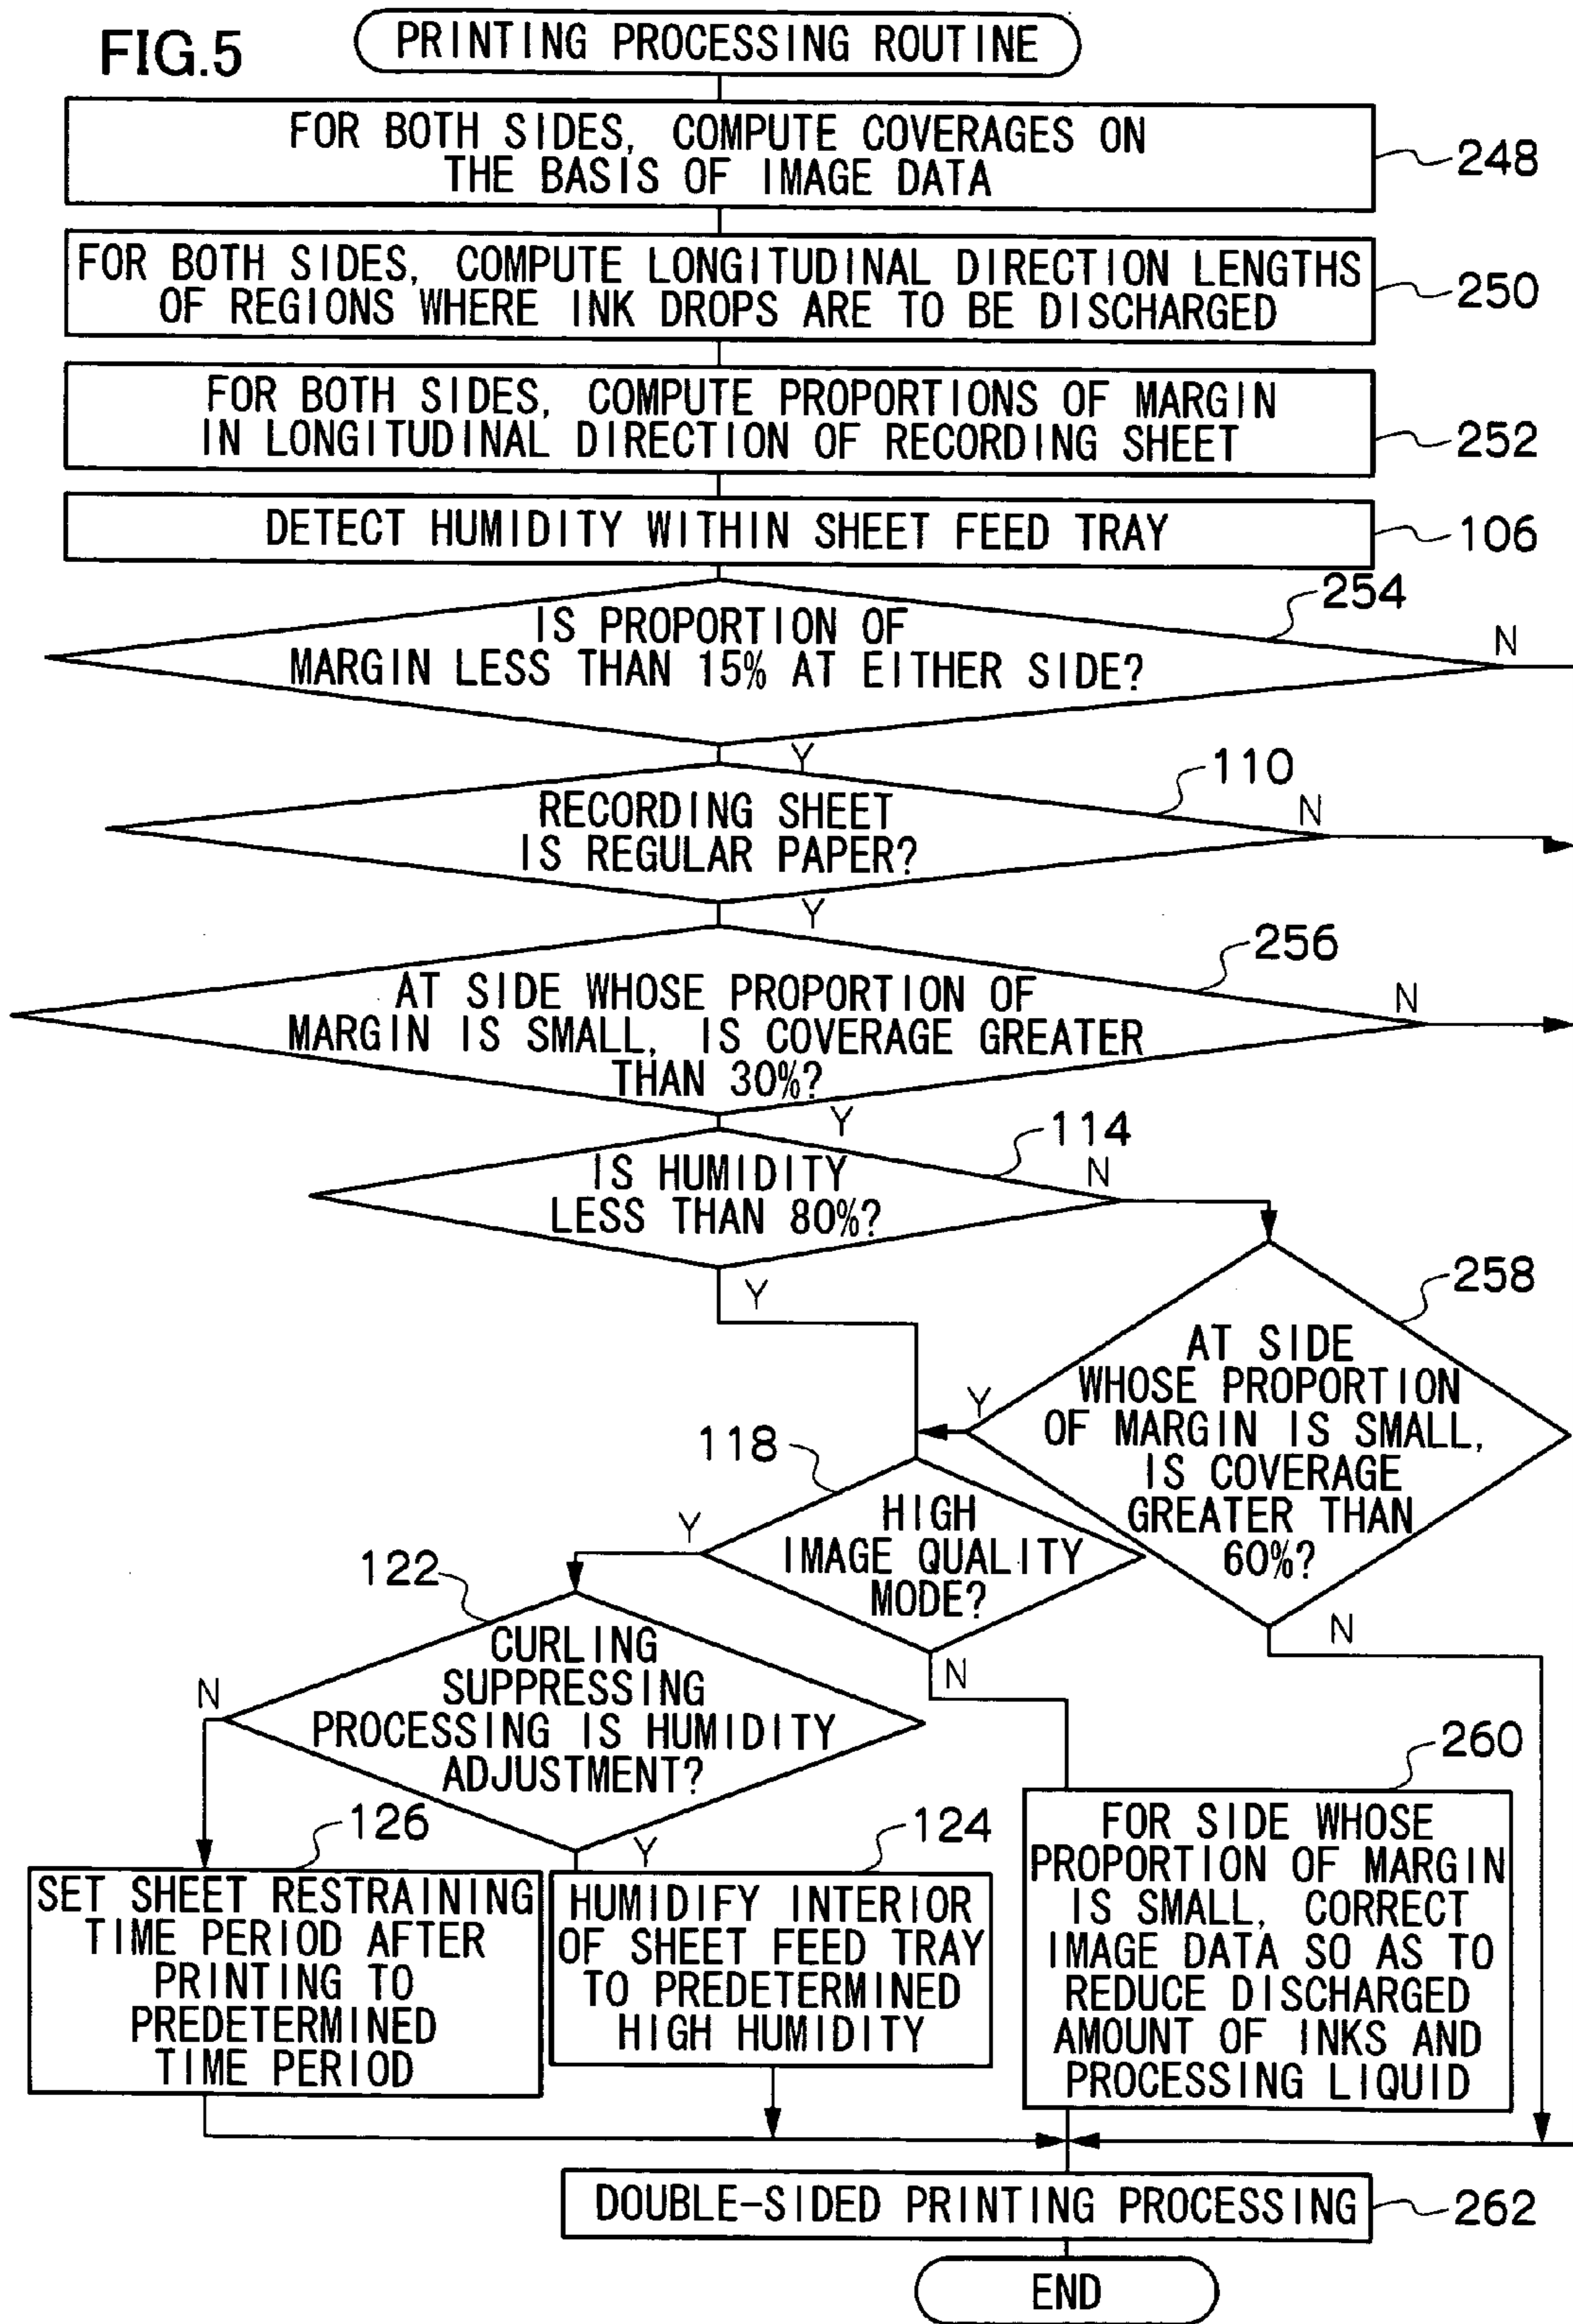 FIG.5
PRINTING PROCESSING ROUTINE
FOR BOTH SIDES, COMPUTE COVERAGES ON
THE BASIS OF IMAGE DATA
248
FOR BOTH SIDES, COMPUTE LONGITUDINAL DIRECTION LENGTHS
OF REGIONS WHERE INK DROPS ARE TO BE DISCHARGED
250
FOR BOTH SIDES, COMPUTE PROPORTIONS OF MARGIN
IN LONGITUDINAL DIRECTION OF RECORDING SHEET
252
DETECT HUMIDITY WITHIN SHEET FEED TRAY
106
254
IS PROPORTION OF
MARGIN LESS THAN 15% AT EITHER SIDE?
N
Y
110
RECORDING SHEET
IS REGULAR PAPER?
N
Y
256
AT SIDE WHOSE PROPORTION OF
MARGIN IS SMALL, IS COVERAGE GREATER
THAN 30%?
N
Y
114
IS HUMIDITY
LESS THAN 80%?
N
Y
258
AT SIDE
WHOSE PROPORTION
OF MARGIN IS SMALL,
IS COVERAGE
GREATER THAN
60%?
Y
N
118
HIGH
IMAGE QUALITY
MODE?
Y
N
122
CURLING
SUPPRESSING
PROCESSING IS HUMIDITY
ADJUSTMENT?
N
Y
126
SET SHEET RESTRAINING
TIME PERIOD AFTER
PRINTING TO
PREDETERMINED
TIME PERIOD
124
HUMIDIFY INTERIOR
OF SHEET FEED TRAY
TO PREDETERMINED
HIGH HUMIDITY
260
FOR SIDE WHOSE
PROPORTION OF MARGIN
IS SMALL, CORRECT
IMAGE DATA SO AS TO
REDUCE DISCHARGED
AMOUNT OF INKS AND
PROCESSING LIQUID
DOUBLE-SIDED PRINTING PROCESSING
262
END